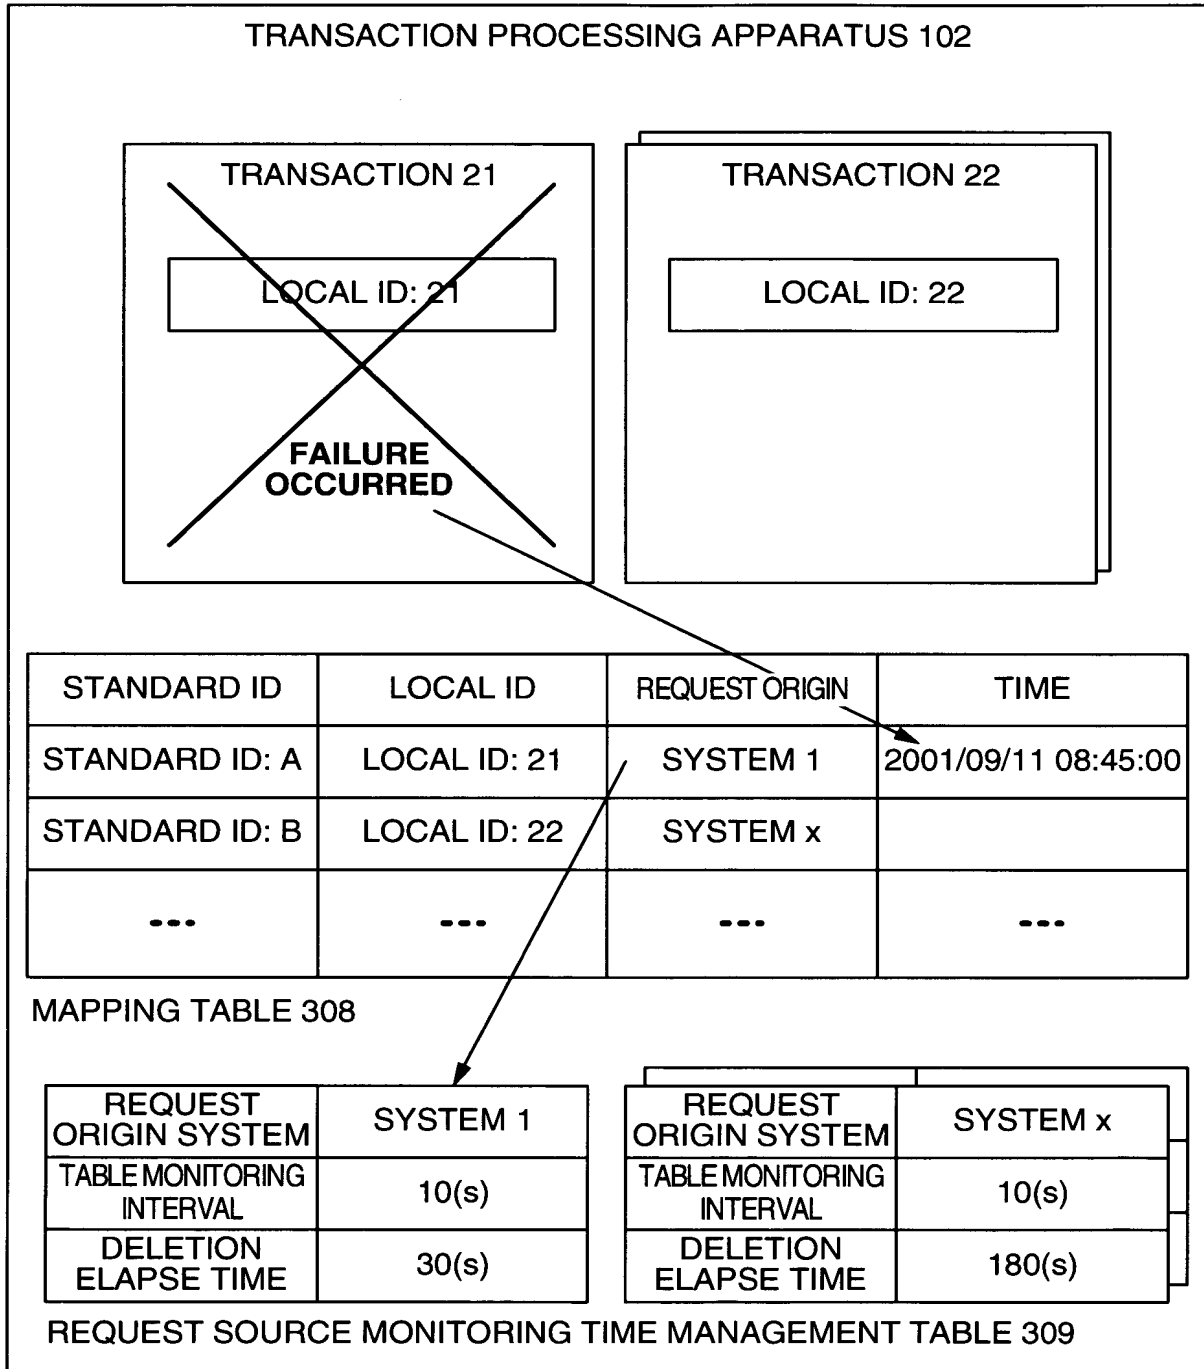 TRANSACTION PROCESSING APPARATUS 102
TRANSACTION 21
LOCAL ID: 21
FAILURE
OCCURRED
TRANSACTION 22
LOCAL ID: 22
STANDARD ID LOCAL ID REQUEST ORIGIN TIME
STANDARD ID: A LOCAL ID: 21 SYSTEM 1 2001/09/11 08:45:00
STANDARD ID: B LOCAL ID: 22 SYSTEM x
--- --- --- ---
MAPPING TABLE 308
REQUEST
ORIGIN SYSTEM SYSTEM 1
TABLE MONITORING
INTERVAL 10(s)
DELETION
ELAPSE TIME 30(s)
REQUEST
ORIGIN SYSTEM SYSTEM x
TABLE MONITORING
INTERVAL 10(s)
DELETION
ELAPSE TIME 180(s)
REQUEST SOURCE MONITORING TIME MANAGEMENT TABLE 309